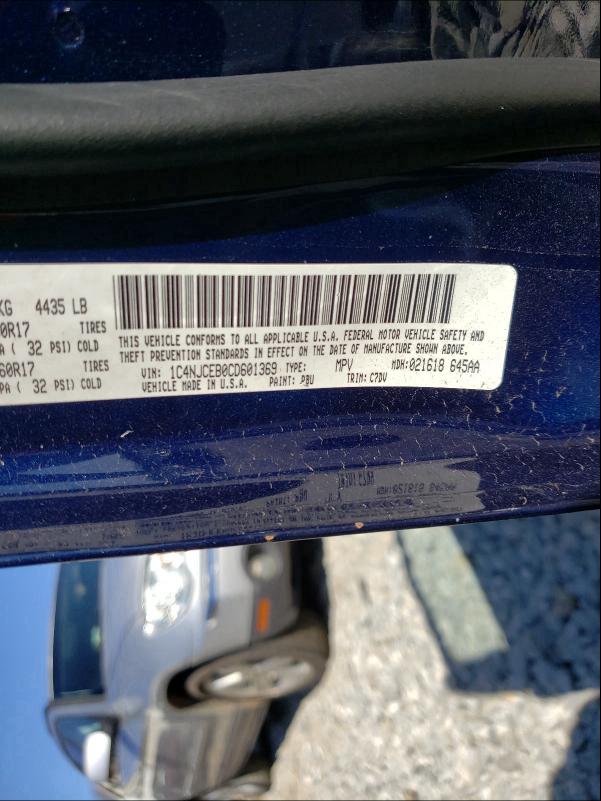 KG 4435 LB
0R17 TIRES
PA ( 32 PSI) COLD
60R17 TIRES
PA ( 32 PSI) COLD
THIS VEHICLE CONFORMS TO ALL APPLICABLE U.S.A. FEDERAL MOTOR VEHICLE SAFETY AND
THEFT PREVENTION STANDARDS IN EFFECT ON THE DATE OF MANUFACTURE SHOWN ABOVE.
VIN: 1C4NJCEB0CD601369 TYPE: MPV MDH:021618 645AA
VEHICLE MADE IN U.S.A. PAINT: PBU TRIM: C7DV